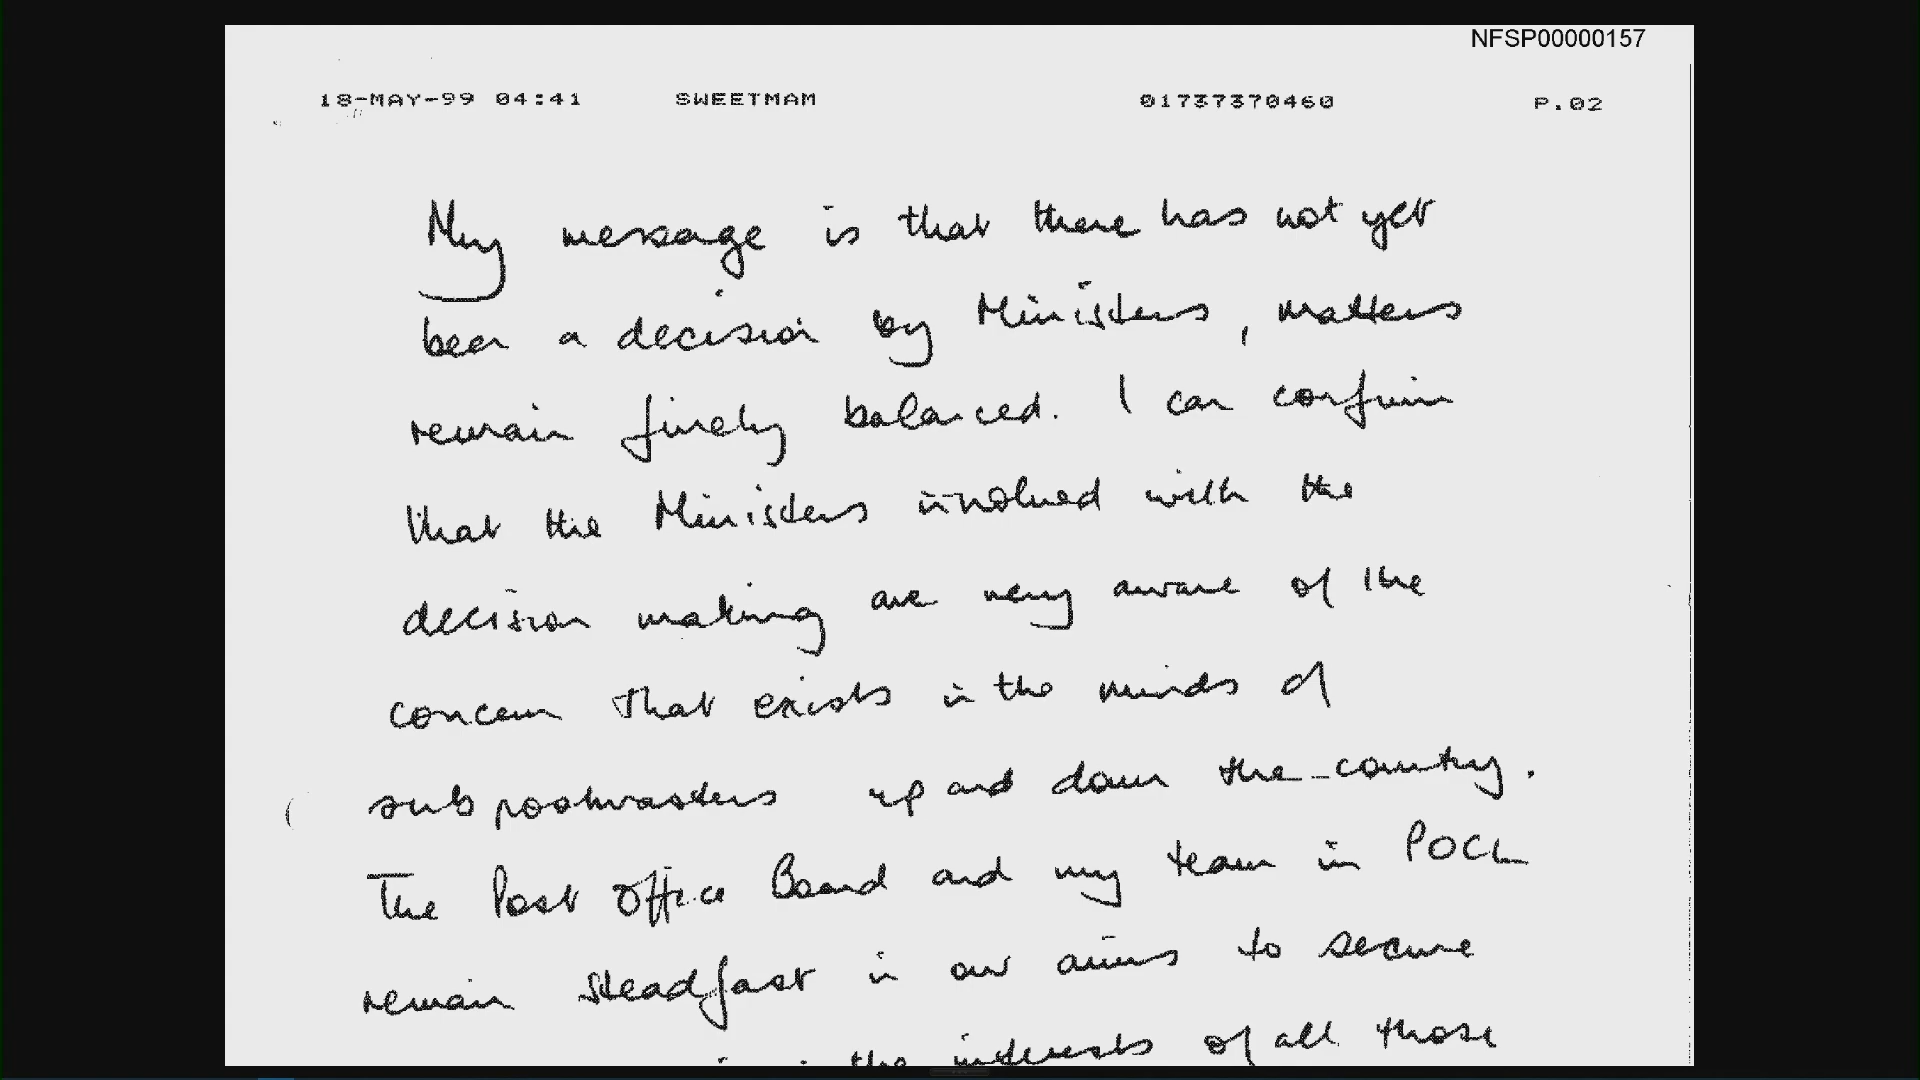 NFSP00000157
18-MAY-99 04:41 SWEETMAM 01737370460 P.02
My message is that there has not yet
been a decision by Ministers, matters
remain finely balanced. I can confirm
that the Ministers involved with the
decision making are very aware of the
concern that exists in the minds of
subpostmasters up and down the country.
The Post Office Board and my team in POCL
remain steadfast in our aims to secure
the interests of all those